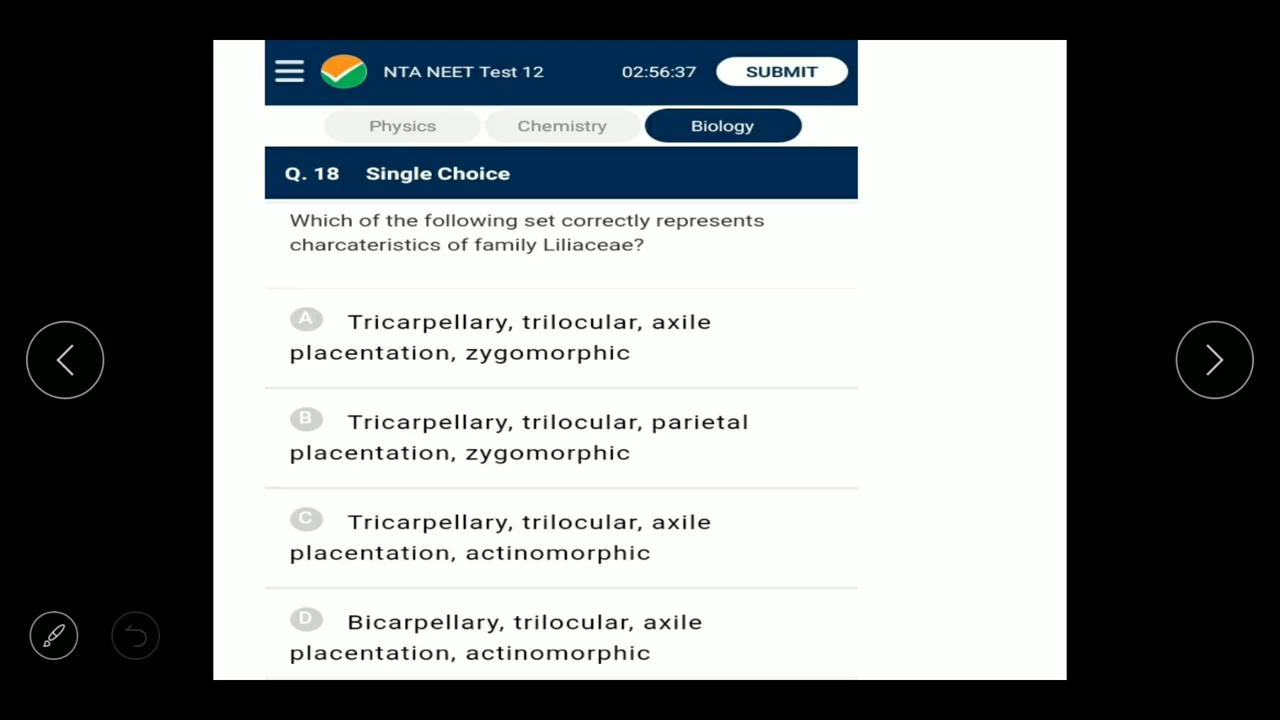 NTA NEET Test 12 02:56:37 SUBMIT
Physics Chemistry Biology
Q. 18 Single Choice
Which of the following set correctly represents
charcateristics of family Liliaceae?
A Tricarpellary, trilocular, axile
placentation, zygomorphic
B Tricarpellary, trilocular, parietal
placentation, zygomorphic
C Tricarpellary, trilocular, axile
placentation, actinomorphic
D Bicarpellary, trilocular, axile
placentation, actinomorphic